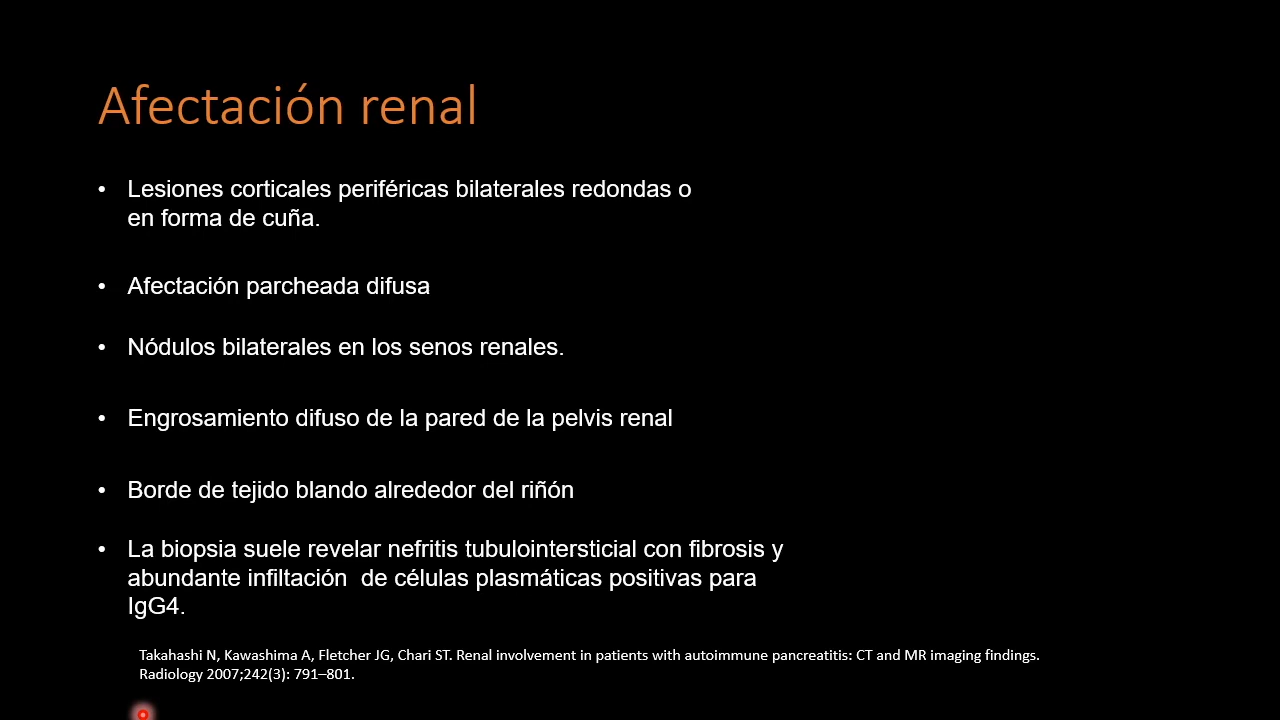 Afectación renal
• Lesiones corticales periféricas bilaterales redondas o
en forma de cuña.
• Afectación parcheada difusa
• Nódulos bilaterales en los senos renales.
• Engrosamiento difuso de la pared de la pelvis renal
• Borde de tejido blando alrededor del riñón
• La biopsia suele revelar nefritis tubulointersticial con fibrosis y
abundante infiltación  de células plasmáticas positivas para
IgG4.
Takahashi N, Kawashima A, Fletcher JG, Chari ST. Renal involvement in patients with autoimmune pancreatitis: CT and MR imaging findings.
Radiology 2007;242(3): 791–801.